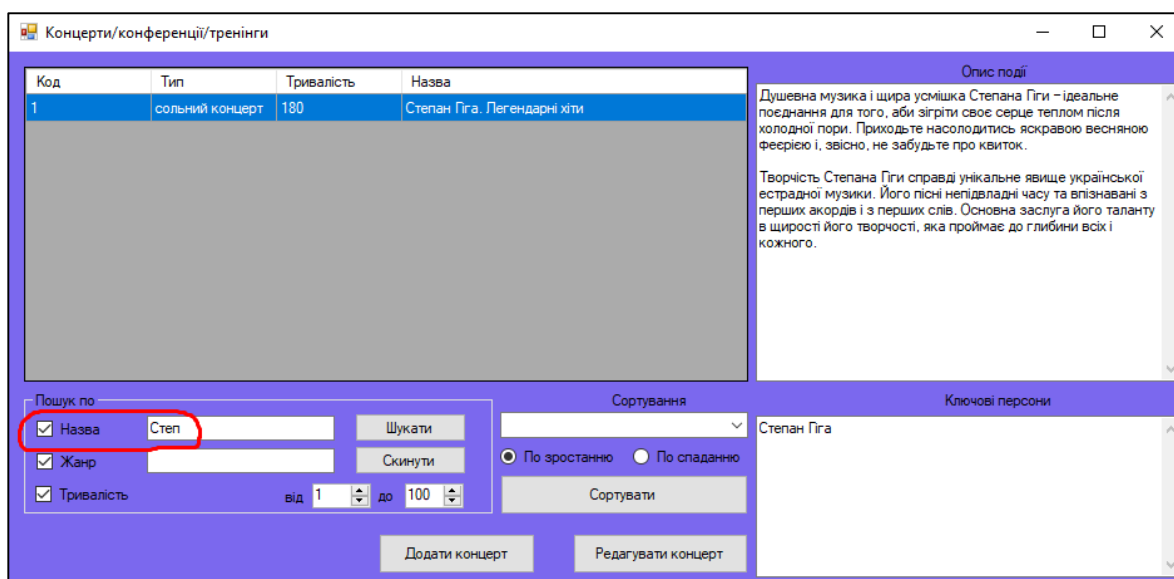 Концерти/конференції/тренінги
Код Тип Тривалість Назва
1 сольний концерт 180 Степан Гіга. Легендарні хіти
Опис події
Душевна музика і щира усмішка Степана Гіги – ідеальне
поєднання для того, аби зігріти своє серце теплом після
холодної пори. Приходьте насолодитись яскравою весняною
феєрією і, звісно, не забудьте про квиток.
Творчість Степана Гіги справді унікальне явище української
естрадної музики. Його пісні непідвладні часу та впізнавані з
перших акордів і з перших слів. Основна заслуга його таланту
в щирості його творчості, яка проймає до глибини всіх і
кожного.
Пошук по
Назва Степ Шукати
Жанр Скинути
Тривалість від 1 до 100
Сортування
По зростанню По спаданню
Сортувати
Ключові персони
Степан Гіга
Додати концерт Редагувати концерт